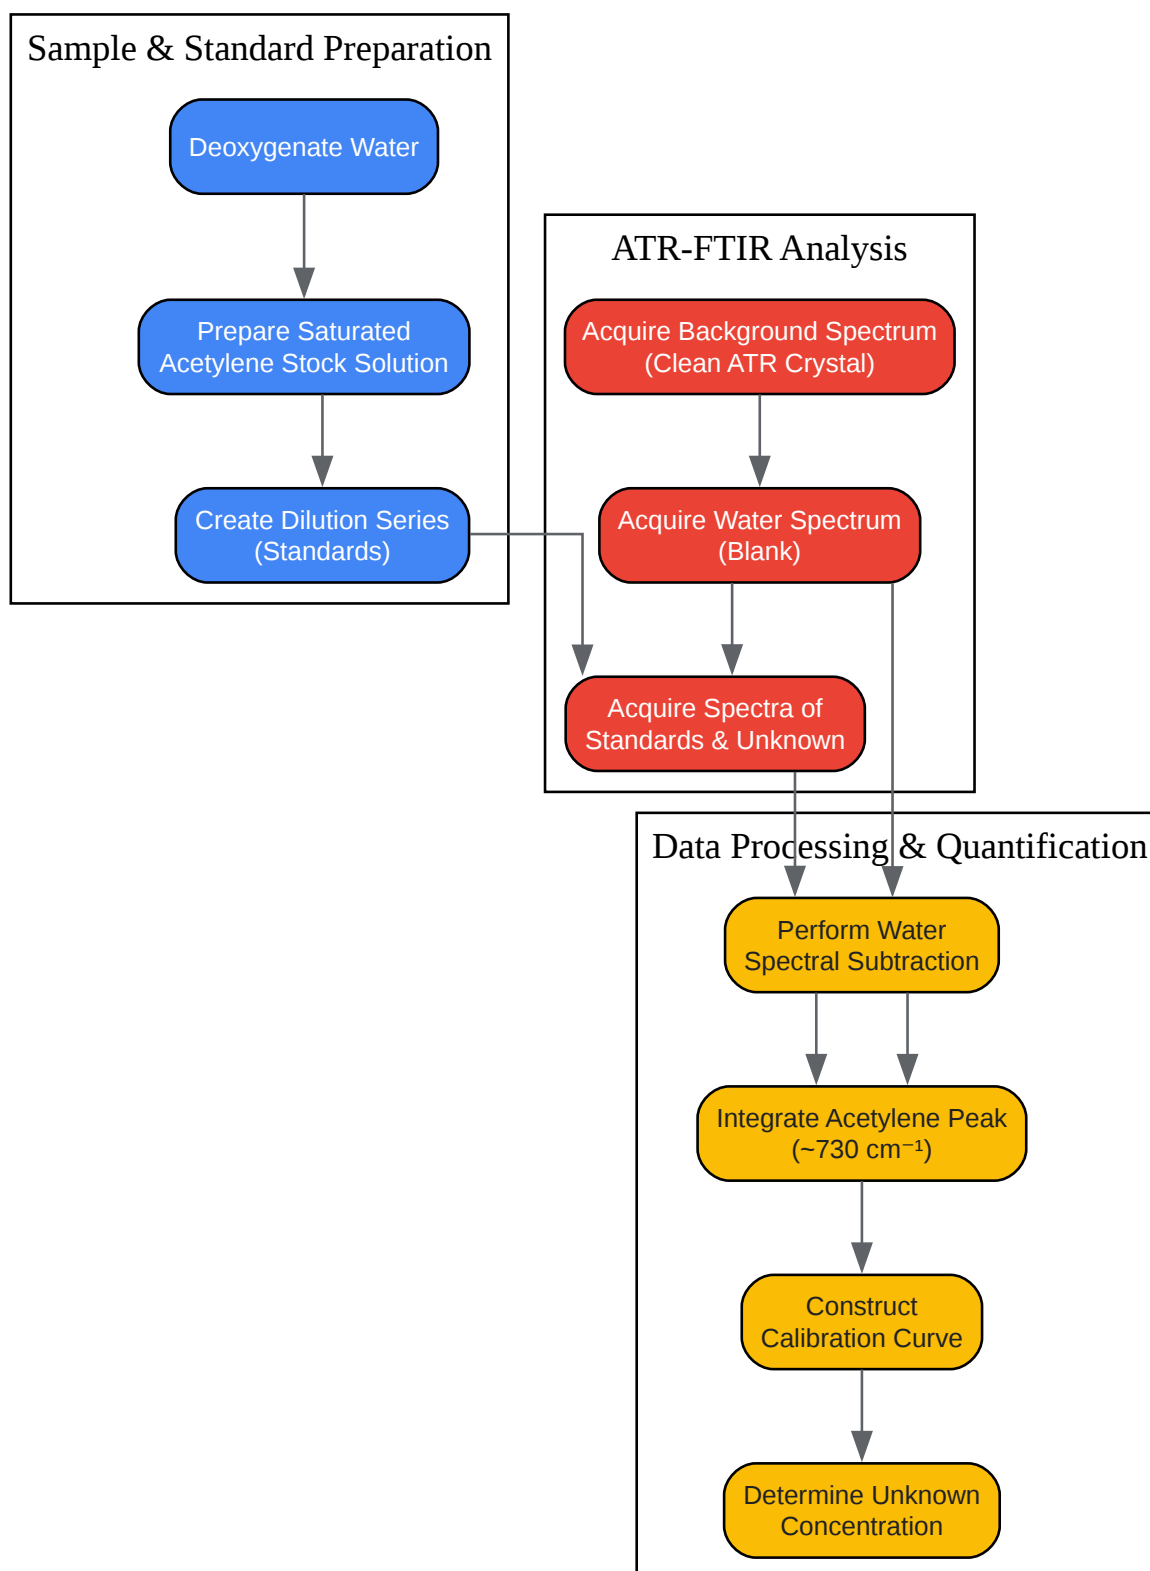 Sample & Standard Preparation
Deoxygenate Water
Prepare Saturated
Acetylene Stock Solution
Create Dilution Series
(Standards)
ATR-FTIR Analysis
Acquire Background Spectrum
(Clean ATR Crystal)
Acquire Water Spectrum
(Blank)
Acquire Spectra of
Standards & Unknown
Data Processing & Quantification
Perform Water
Spectral Subtraction
Integrate Acetylene Peak
(~730 cm⁻¹)
Construct
Calibration Curve
Determine Unknown
Concentration